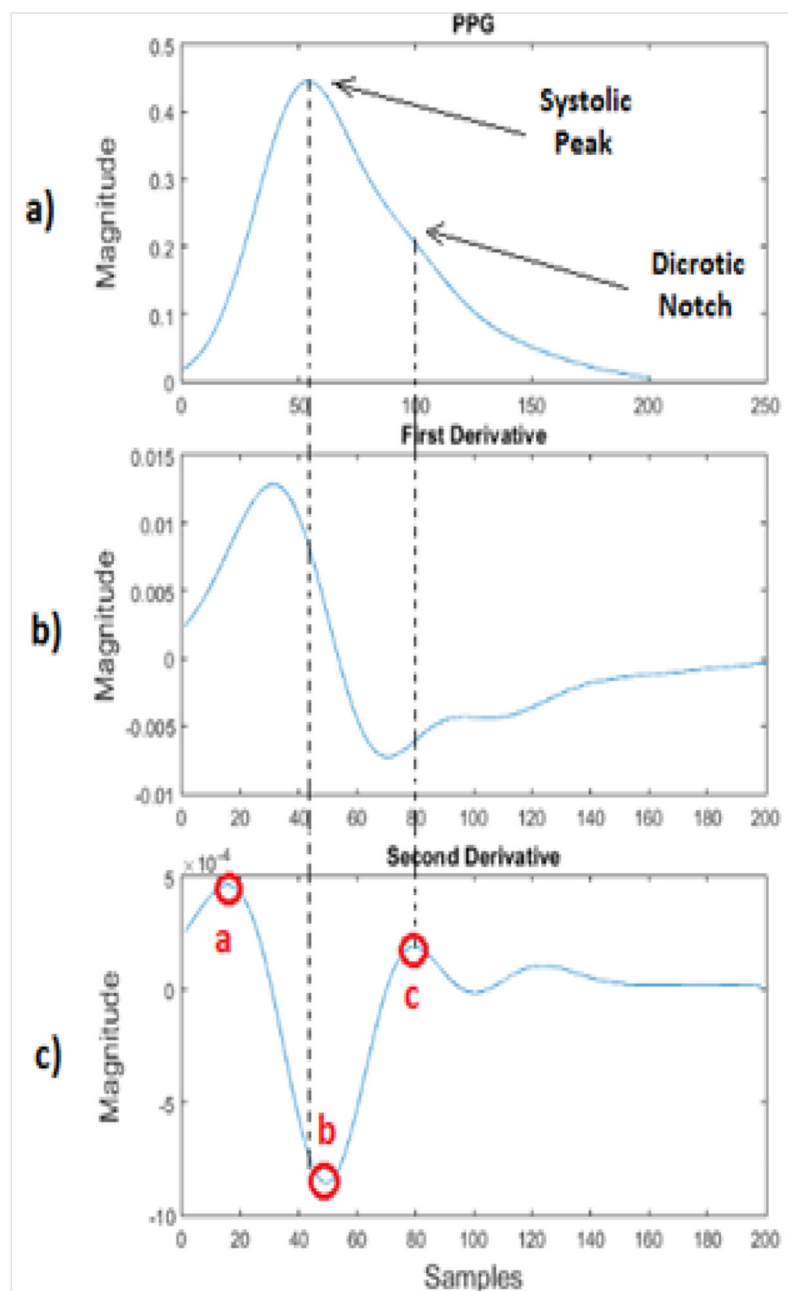 PPG
0.5
0.4
0.3
0.2
0.1
0
a)
Magnitude
Systolic
Peak
Dicrotic
Notch
0 50 100 150 200 250
First Derivative
0.015
0.01
0.005
0
-0.005
-0.01
b)
Magnitude
0 20 40 60 80 100 120 140 160 180 200
Second Derivative
×10⁻⁴
5
0
-5
-10
c)
Magnitude
a
b
c
0 20 40 60 80 100 120 140 160 180 200
Samples